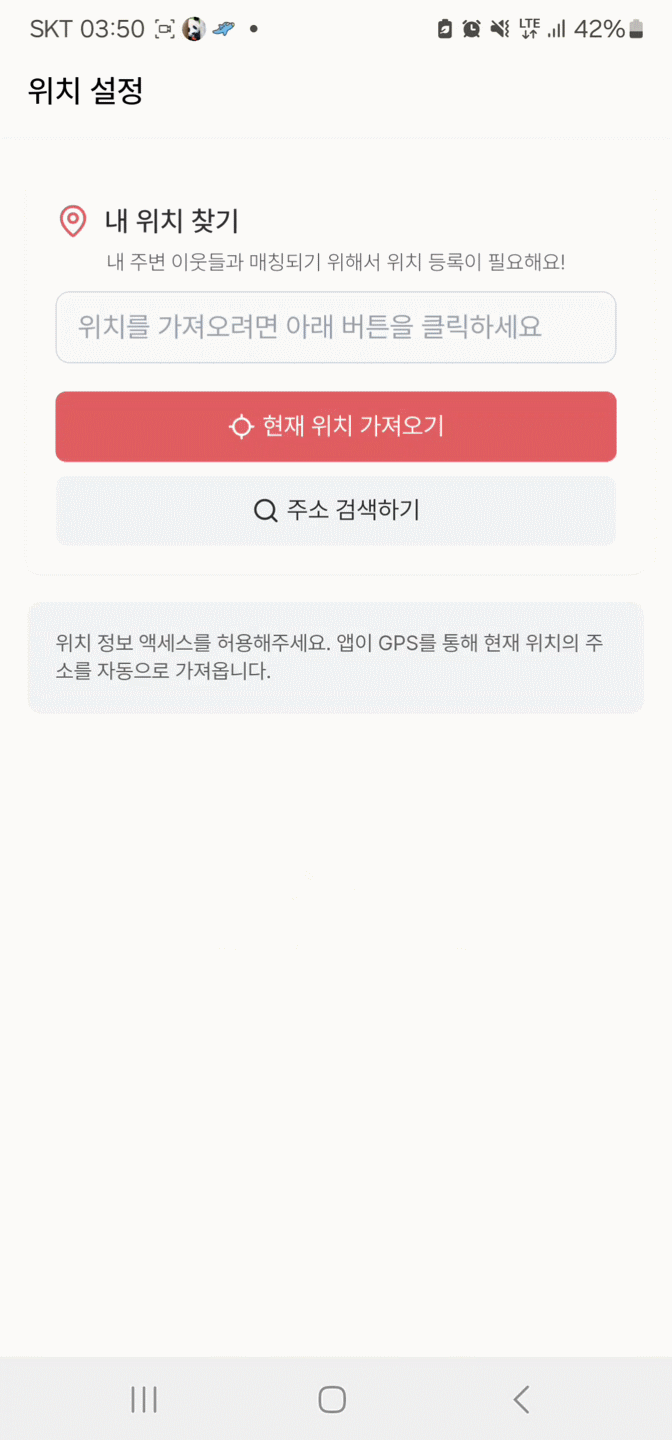 SKT 03:50
LTE
42%
위치 설정
내 위치 찾기
내 주변 이웃들과 매칭되기 위해서 위치 등록이 필요해요!
위치를 가져오려면 아래 버튼을 클릭하세요
현재 위치 가져오기
주소 검색하기
위치 정보 액세스를 허용해주세요. 앱이 GPS를 통해 현재 위치의 주
소를 자동으로 가져옵니다.